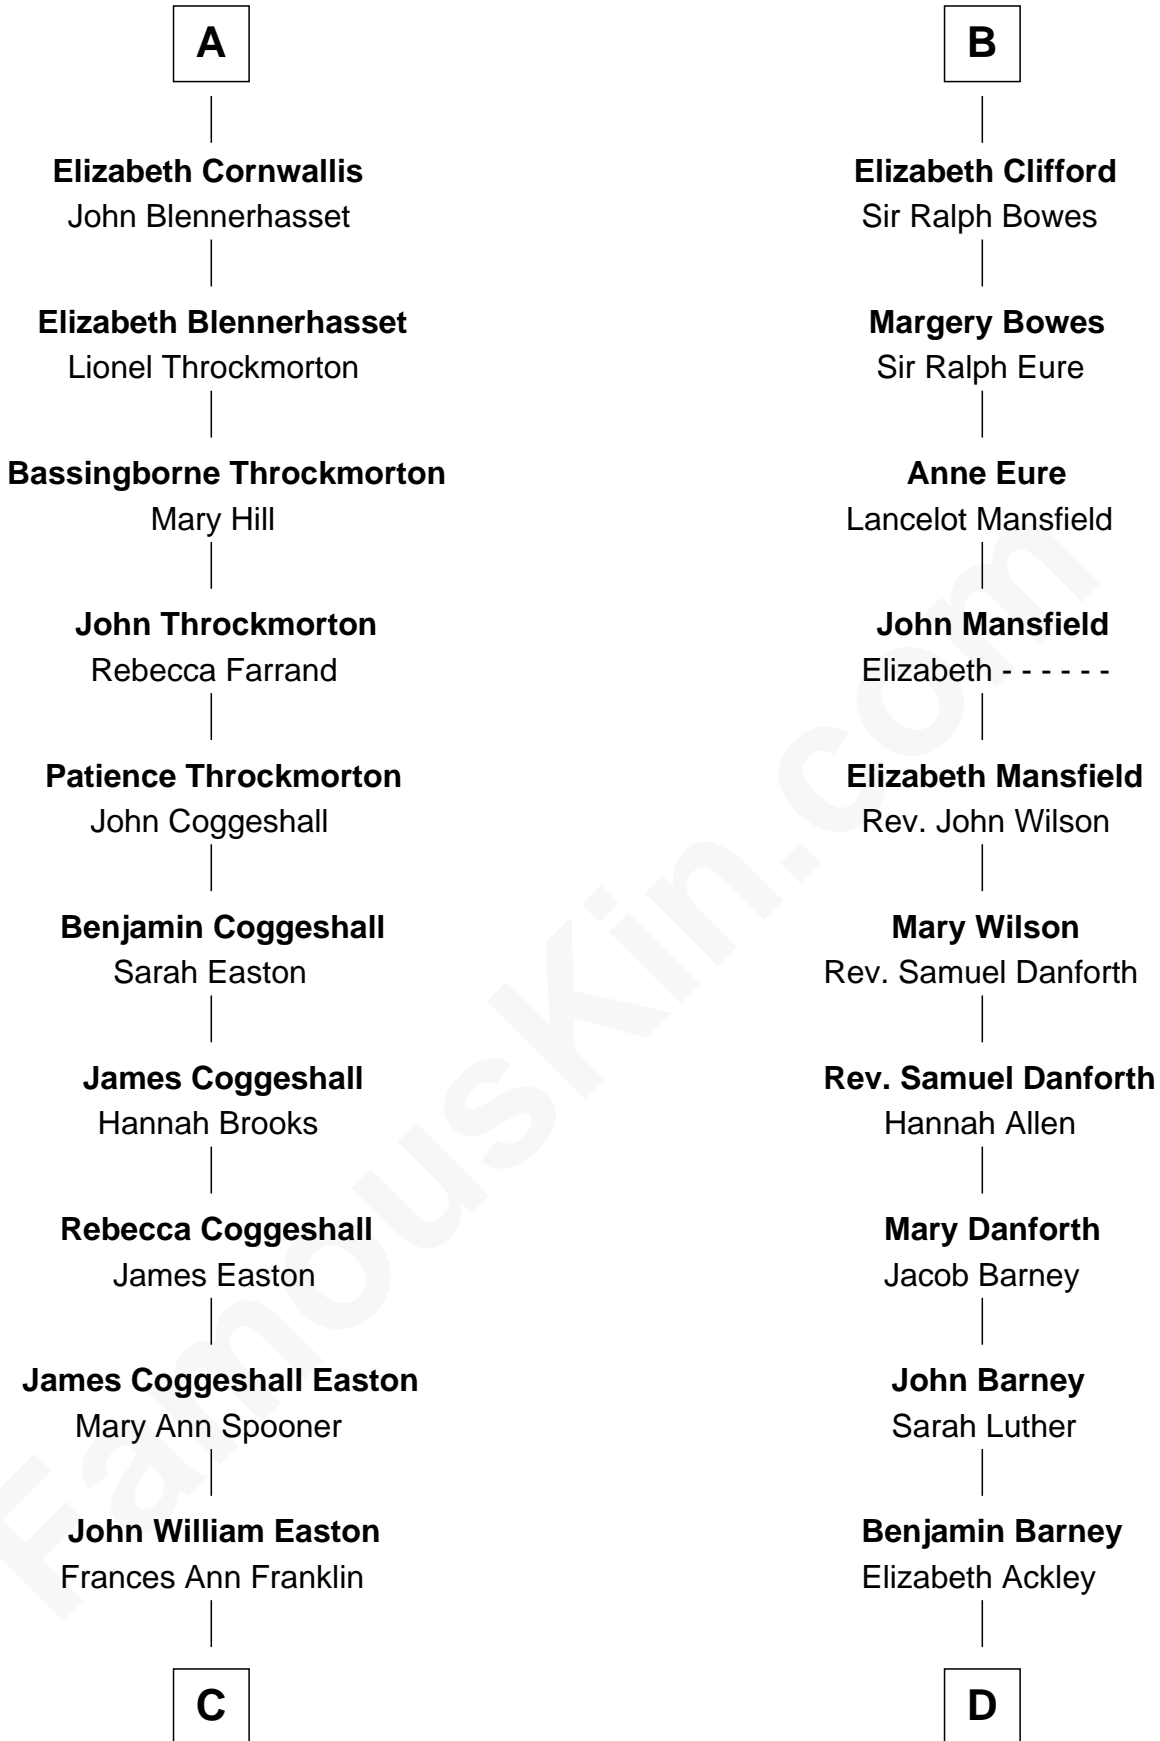 A
Elizabeth Cornwallis
John Blennerhasset
Elizabeth Blennerhasset
Lionel Throckmorton
Bassingborne Throckmorton
Mary Hill
John Throckmorton
Rebecca Farrand
Patience Throckmorton
John Coggeshall
Benjamin Coggeshall
Sarah Easton
James Coggeshall
Hannah Brooks
Rebecca Coggeshall
James Easton
James Coggeshall Easton
Mary Ann Spooner
John William Easton
Frances Ann Franklin
C
B
Elizabeth Clifford
Sir Ralph Bowes
Margery Bowes
Sir Ralph Eure
Anne Eure
Lancelot Mansfield
John Mansfield
Elizabeth - - - - - -
Elizabeth Mansfield
Rev. John Wilson
Mary Wilson
Rev. Samuel Danforth
Rev. Samuel Danforth
Hannah Allen
Mary Danforth
Jacob Barney
John Barney
Sarah Luther
Benjamin Barney
Elizabeth Ackley
D
FamousKin.com